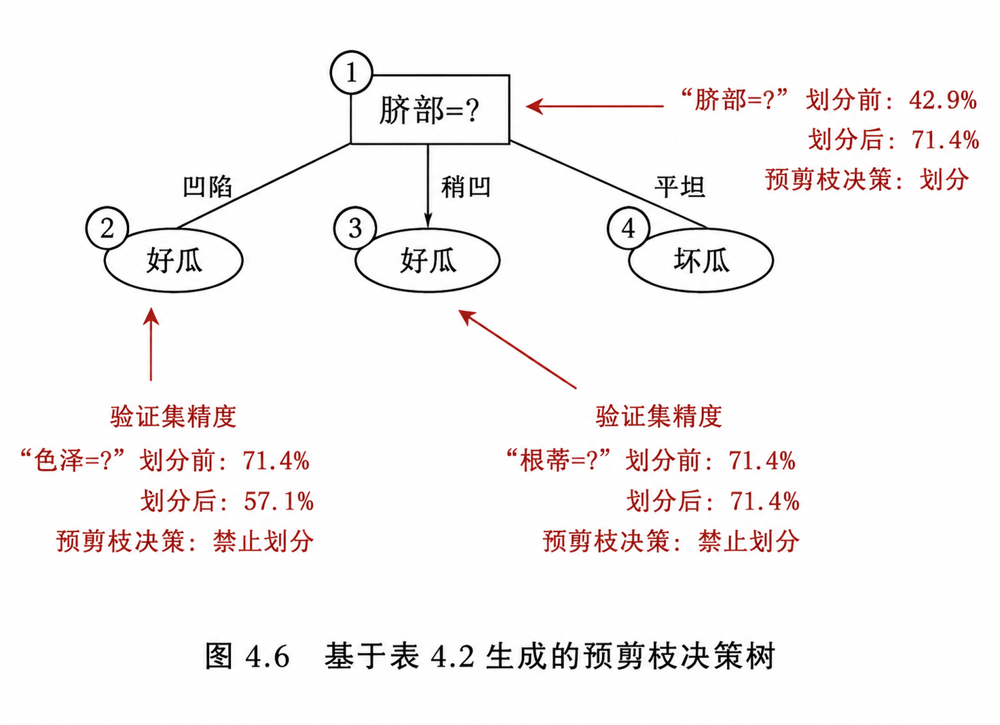 ①
脐部=?
“脐部=?” 划分前: 42.9%
划分后: 71.4%
预剪枝决策: 划分
凹陷
稍凹
平坦
②
好瓜
③
好瓜
④
坏瓜
验证集精度
“色泽=?” 划分前: 71.4%
划分后: 57.1%
预剪枝决策: 禁止划分
验证集精度
“根蒂=?” 划分前: 71.4%
划分后: 71.4%
预剪枝决策: 禁止划分
图 4.6 基于表 4.2 生成的预剪枝决策树